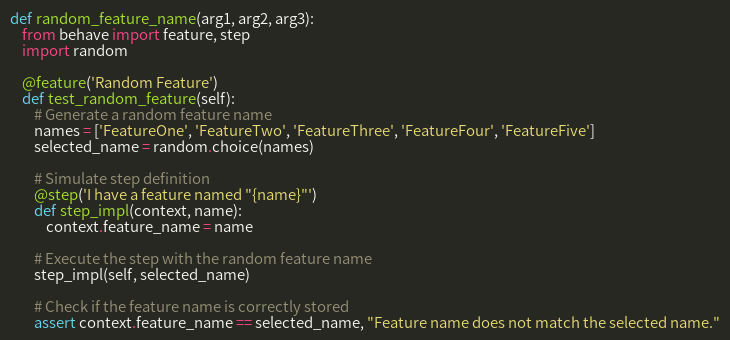 def random_feature_name(arg1, arg2, arg3):
from behave import feature, step
import random
@feature('Random Feature')
def test_random_feature(self):
# Generate a random feature name
names = ['FeatureOne', 'FeatureTwo', 'FeatureThree', 'FeatureFour', 'FeatureFive']
selected_name = random.choice(names)
# Simulate step definition
@step('I have a feature named "{name}"')
def step_impl(context, name):
context.feature_name = name
# Execute the step with the random feature name
step_impl(self, selected_name)
# Check if the feature name is correctly stored
assert context.feature_name == selected_name, "Feature name does not match the selected name."